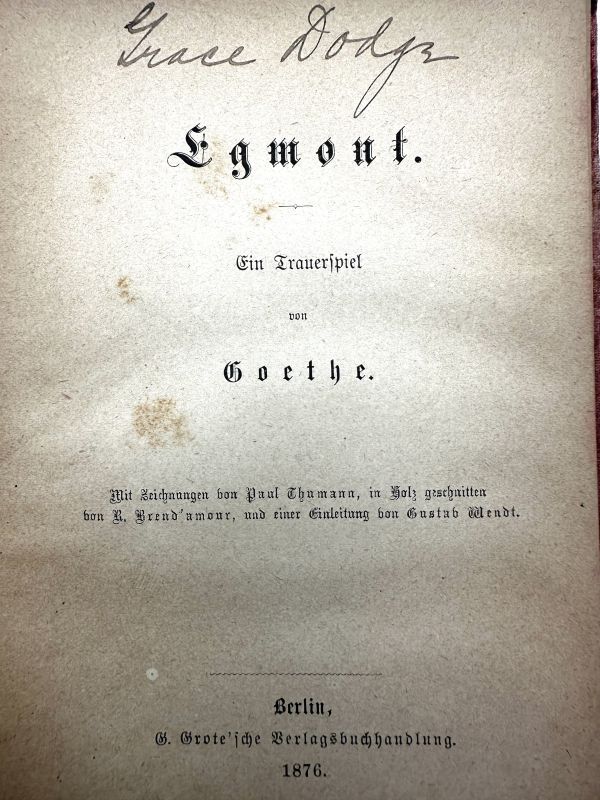 Grace Dodge
Egmont.
Ein Trauerſpiel
von
Goethe.
Mit Zeichnungen von Paul Thumann, in Holz geſchnitten
von R. Brend'amour, und einer Einleitung von Guſtav Wendt.
Berlin,
G. Grote'ſche Verlagsbuchhandlung.
1876.